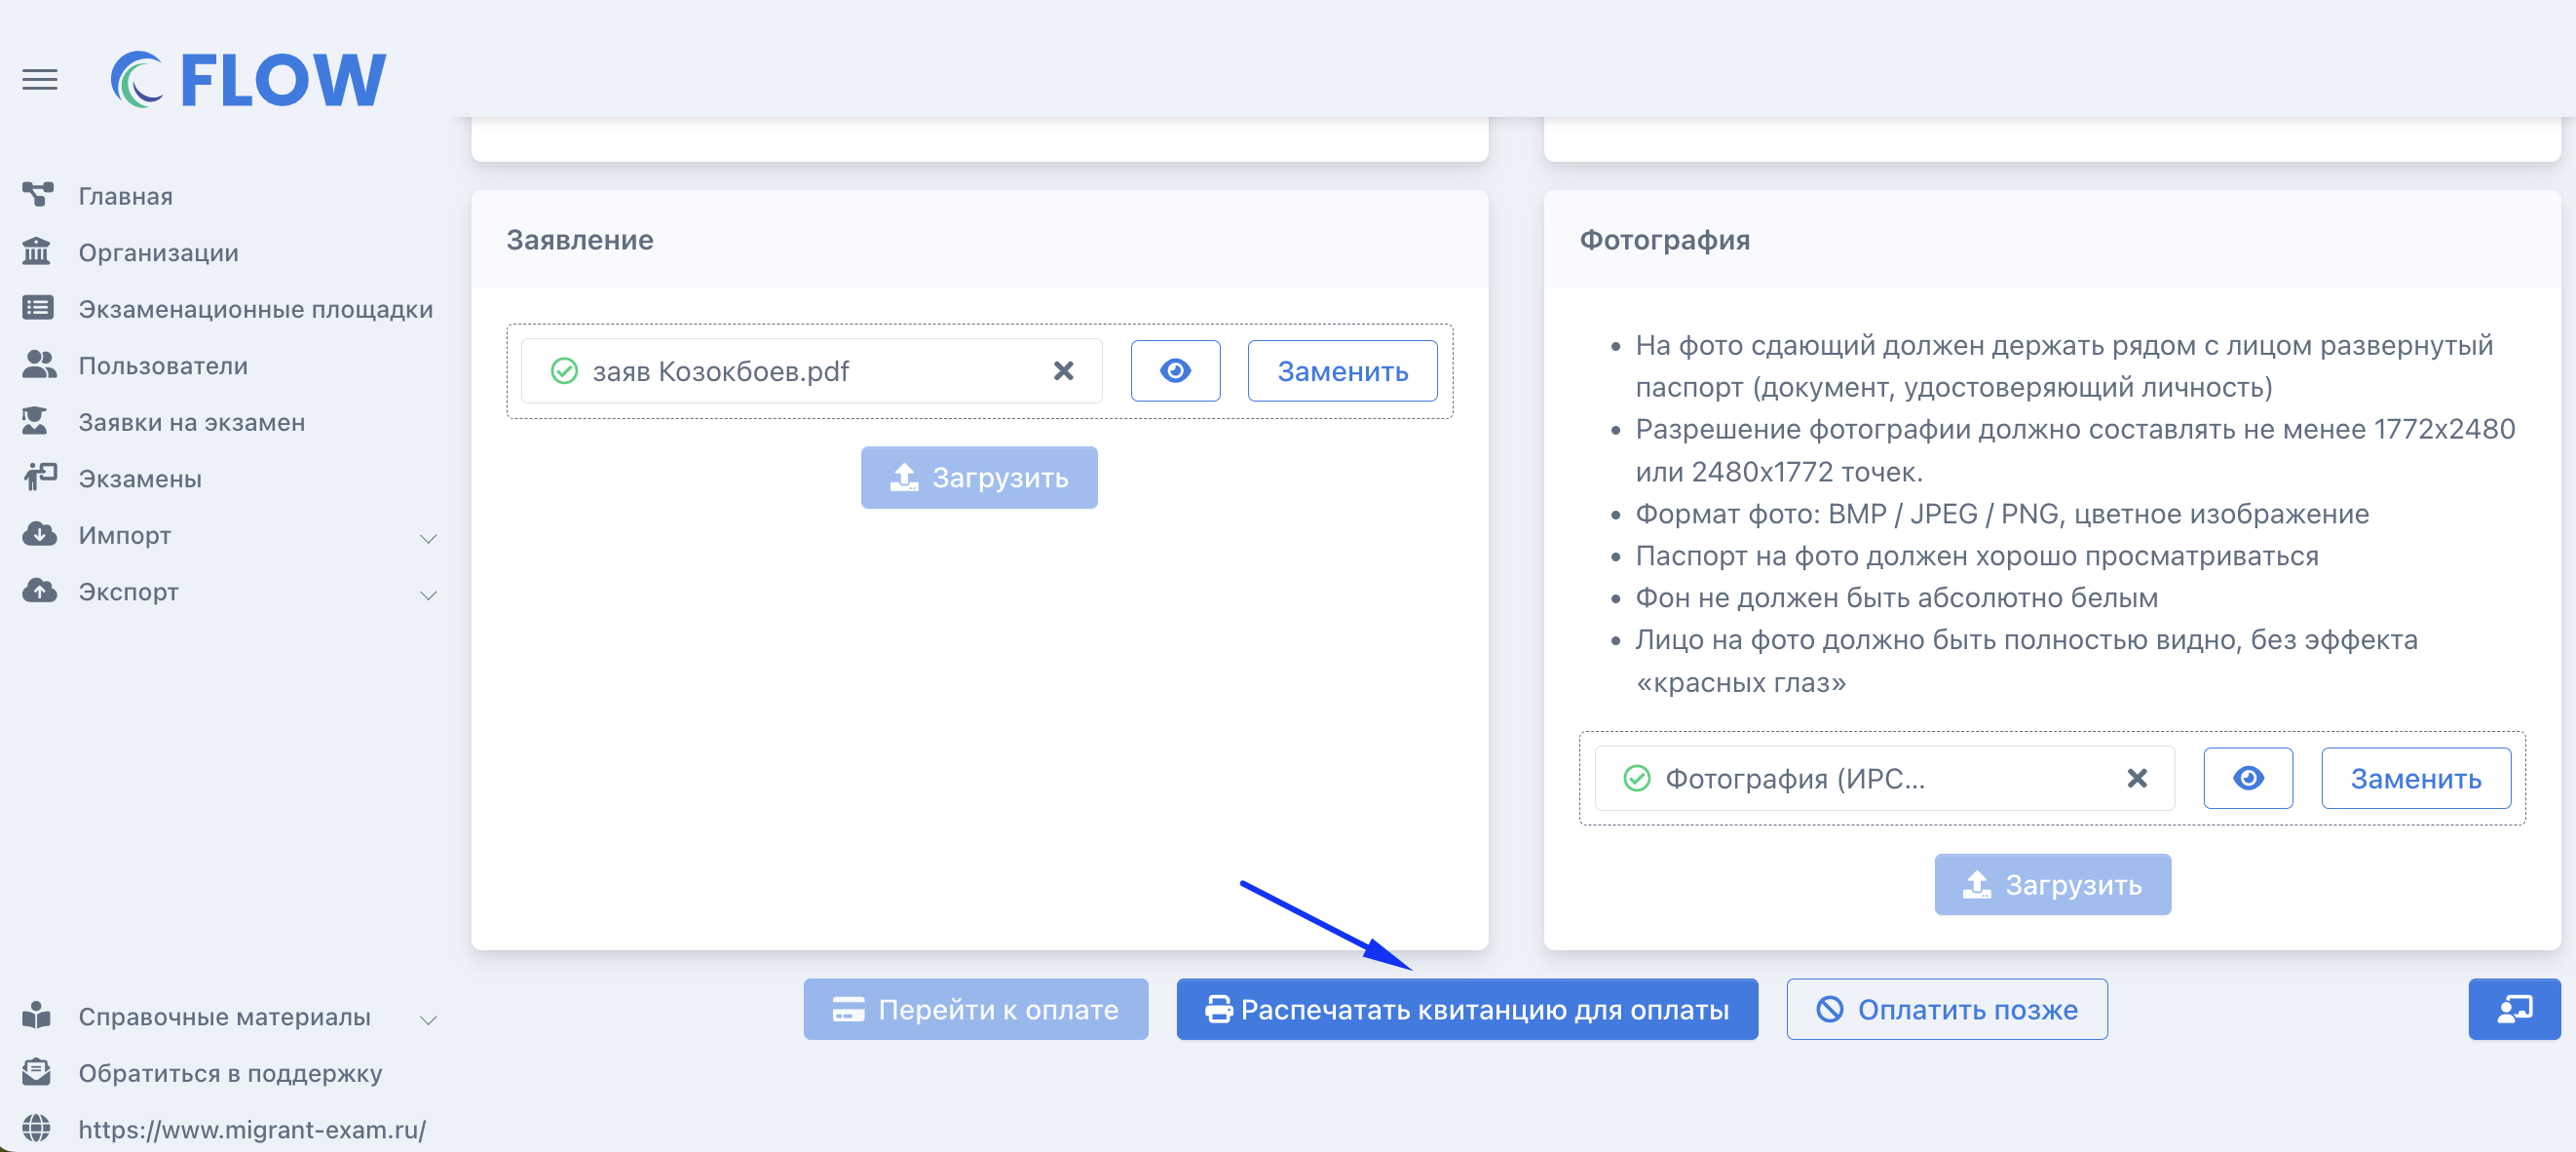 FLOW
Главная
Организации
Экзаменационные площадки
Пользователи
Заявки на экзамен
Экзамены
Импорт
Экспорт
Справочные материалы
Обратиться в поддержку
https://www.migrant-exam.ru/
Заявление
заяв Козокбоев.pdf
Заменить
Загрузить
Фотография
• На фото сдающий должен держать рядом с лицом развернутый
паспорт (документ, удостоверяющий личность)
• Разрешение фотографии должно составлять не менее 1772x2480
или 2480x1772 точек.
• Формат фото: BMP / JPEG / PNG, цветное изображение
• Паспорт на фото должен хорошо просматриваться
• Фон не должен быть абсолютно белым
• Лицо на фото должно быть полностью видно, без эффекта
«красных глаз»
Фотография (ИРС...
Заменить
Загрузить
Перейти к оплате
Распечатать квитанцию для оплаты
Оплатить позже